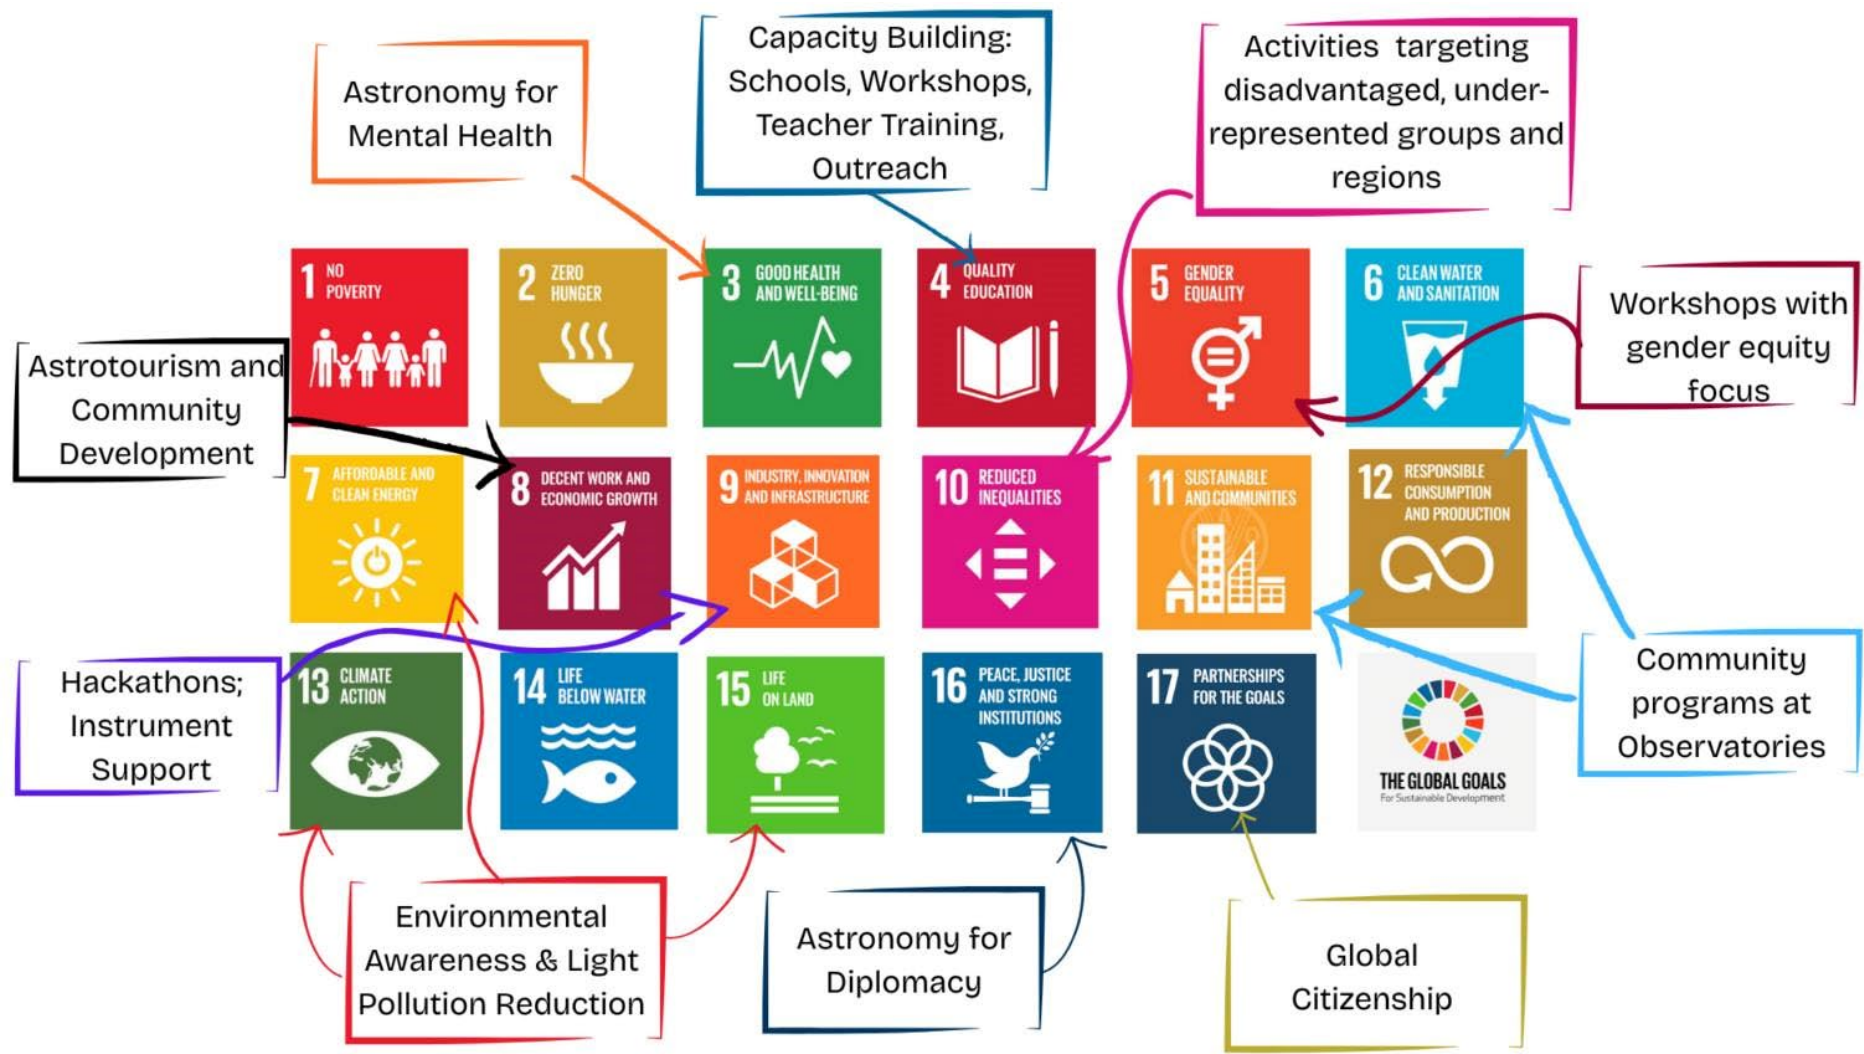 Astronomy for
Mental Health
Capacity Building:
Schools, Workshops,
Teacher Training,
Outreach
Activities targeting
disadvantaged, under-
represented groups and
regions
1 NO
POVERTY
2 ZERO
HUNGER
3 GOOD HEALTH
AND WELL-BEING
4 QUALITY
EDUCATION
5 GENDER
EQUALITY
6 CLEAN WATER
AND SANITATION
Workshops with
gender equity
focus
Astrotourism and
Community
Development
7 AFFORDABLE AND
CLEAN ENERGY
8 DECENT WORK AND
ECONOMIC GROWTH
9 INDUSTRY, INNOVATION
AND INFRASTRUCTURE
10 REDUCED
INEQUALITIES
11 SUSTAINABLE
AND COMMUNITIES
12 RESPONSIBLE
CONSUMPTION
AND PRODUCTION
Hackathons;
Instrument
Support
13 CLIMATE
ACTION
14 LIFE
BELOW WATER
15 LIFE
ON LAND
16 PEACE, JUSTICE
AND STRONG
INSTITUTIONS
17 PARTNERSHIPS
FOR THE GOALS
THE GLOBAL GOALS
For Sustainable Development
Community
programs at
Observatories
Environmental
Awareness & Light
Pollution Reduction
Astronomy for
Diplomacy
Global
Citizenship